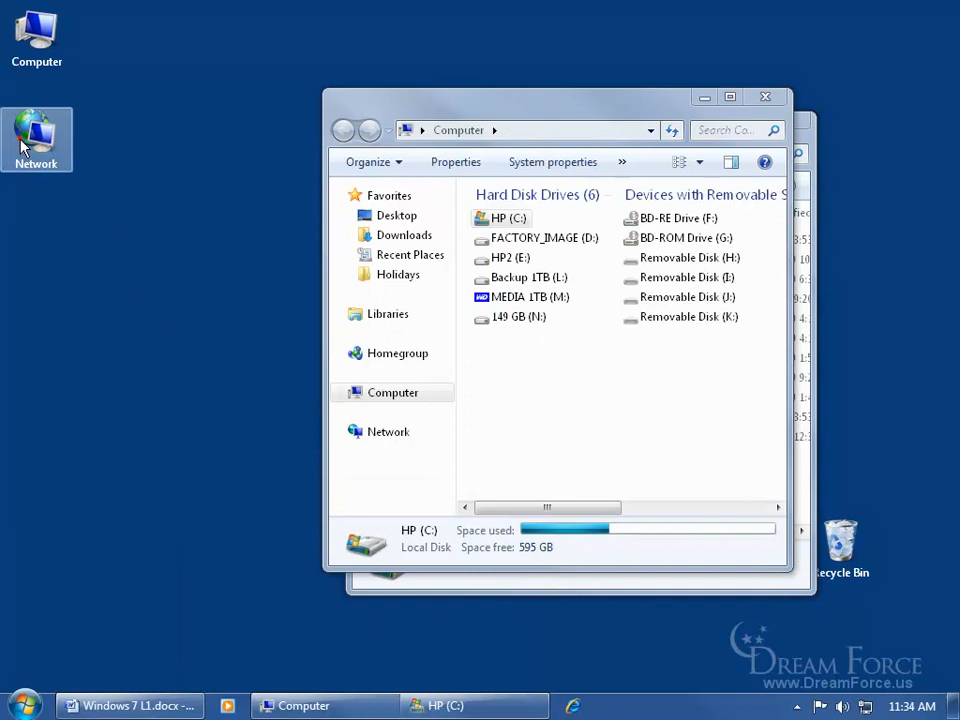 Computer
Network
Computer
Search Co...
Organize
Properties
System properties
»
Favorites
Desktop
Downloads
Recent Places
Holidays
Libraries
Homegroup
Computer
Network
Hard Disk Drives (6)
HP (C:)
FACTORY_IMAGE (D:)
HP2 (E:)
Backup 1TB (L:)
WD MEDIA 1TB (M:)
149 GB (N:)
Devices with Removable S
BD-RE Drive (F:)
BD-ROM Drive (G:)
Removable Disk (H:)
Removable Disk (I:)
Removable Disk (J:)
Removable Disk (K:)
HP (C:)
Local Disk
Space used:
Space free: 595 GB
Recycle Bin
DREAM FORCE
www.DreamForce.us
Windows 7 L1.docx -...
Computer
HP (C:)
11:34 AM